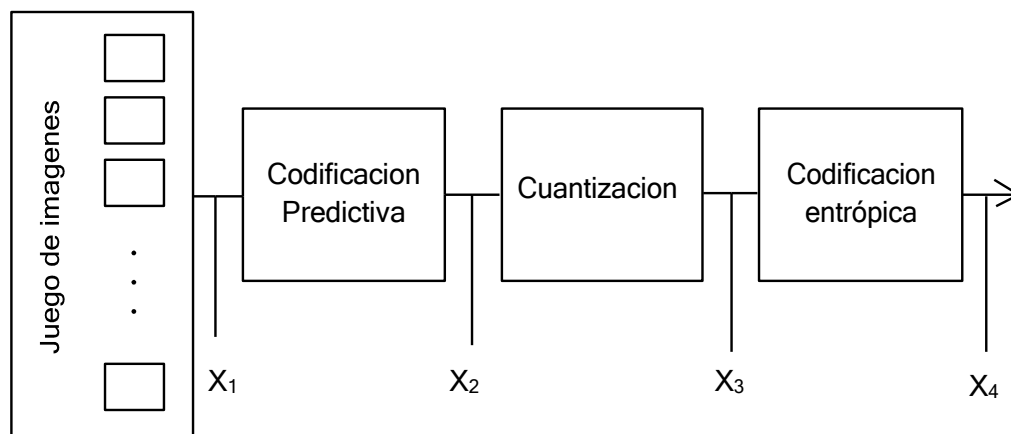 Juego de imagenes
Codificacion
Predictiva
Cuantizacion
Codificacion
entrópica
X1
X2
X3
X4